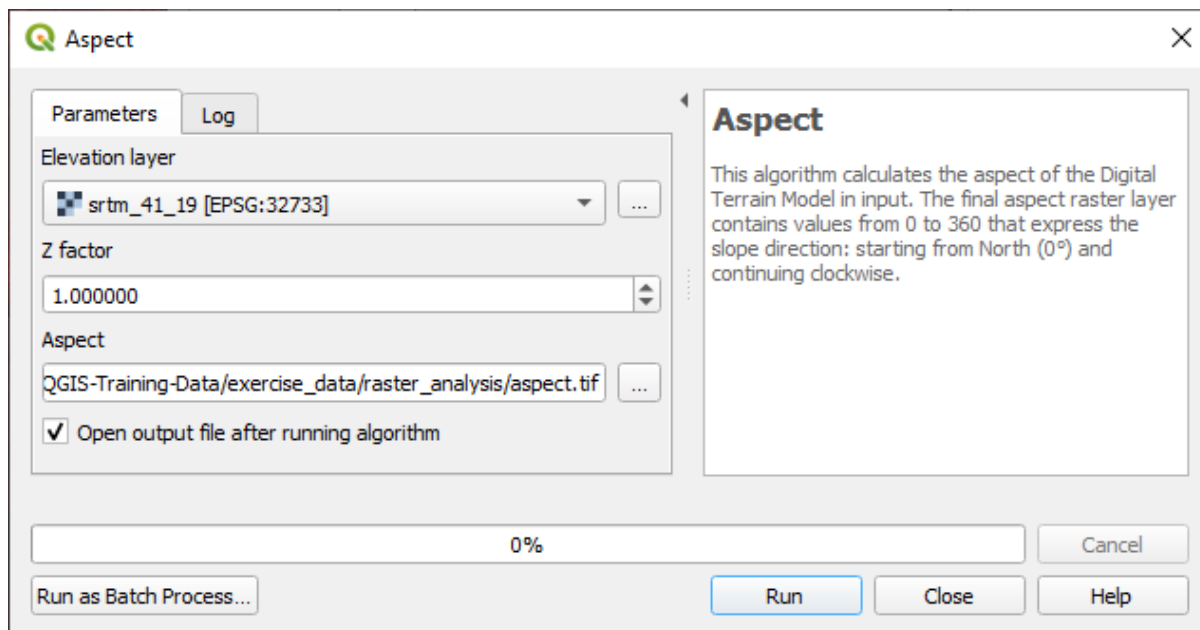 Aspect
Parameters
Log
Elevation layer
srtm_41_19 [EPSG:32733]
...
Z factor
1.000000
Aspect
QGIS-Training-Data/exercise_data/raster_analysis/aspect.tif
...
Open output file after running algorithm
Aspect
This algorithm calculates the aspect of the Digital
Terrain Model in input. The final aspect raster layer
contains values from 0 to 360 that express the
slope direction: starting from North (0°) and
continuing clockwise.
0%
Cancel
Run as Batch Process...
Run
Close
Help